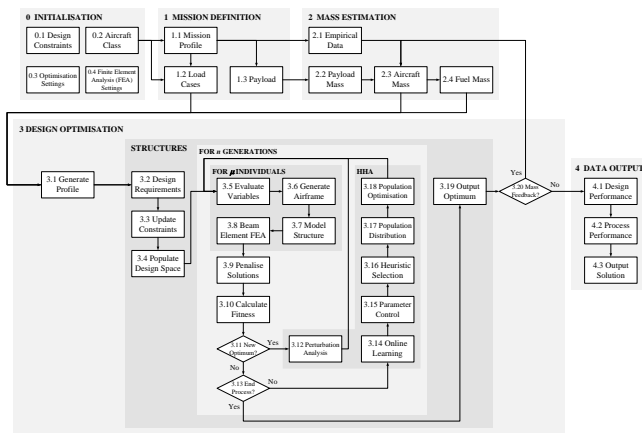 0 INITIALISATION
0.1 Design
Constraints
0.2 Aircraft
Class
0.3 Optimisation
Settings
0.4 Finite Element
Analysis (FEA)
Settings
1 MISSION DEFINITION
1.1 Mission
Profile
1.2 Load
Cases
1.3 Payload
2 MASS ESTIMATION
2.1 Empirical
Data
2.2 Payload
Mass
2.3 Aircraft
Mass
2.4 Fuel Mass
3 DESIGN OPTIMISATION
3.1 Generate
Profile
STRUCTURES
3.2 Design
Requirements
3.3 Update
Constraints
3.4 Populate
Design Space
FOR n GENERATIONS
FOR μ INDIVIDUALS
3.5 Evaluate
Variables
3.6 Generate
Airframe
3.7 Model
Structure
3.8 Beam
Element FEA
3.9 Penalise
Solutions
3.10 Calculate
Fitness
3.11 New
Optimum?
Yes
No
3.12 Perturbation
Analysis
3.13 End
Process?
No
Yes
HHA
3.18 Population
Optimisation
3.17 Population
Distribution
3.16 Heuristic
Selection
3.15 Parameter
Control
3.14 Online
Learning
3.19 Output
Optimum
3.20 Mass
Feedback?
Yes
No
4 DATA OUTPUT
4.1 Design
Performance
4.2 Process
Performance
4.3 Output
Solution